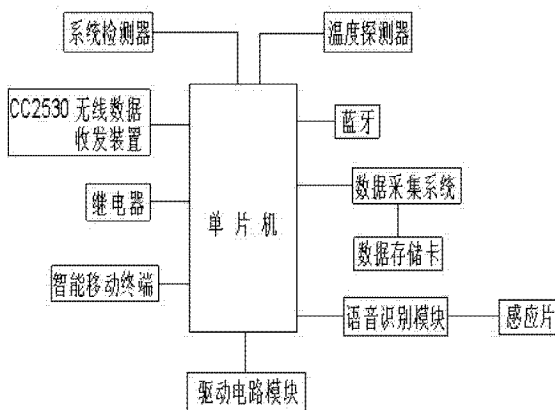 系统检测器
温度探测器
CC2530 无线数据
收发装置
蓝牙
继电器
单片机
数据采集系统
数据存储卡
智能移动终端
语音识别模块
感应片
驱动电路模块